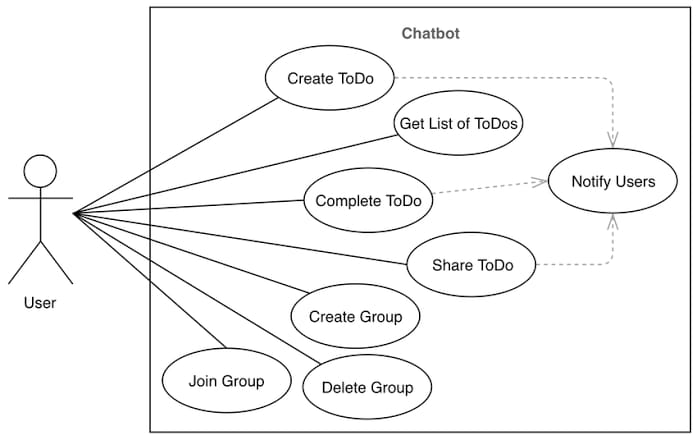 Chatbot
Create ToDo
Get List of ToDos
Complete ToDo
Notify Users
Share ToDo
User
Create Group
Join Group
Delete Group